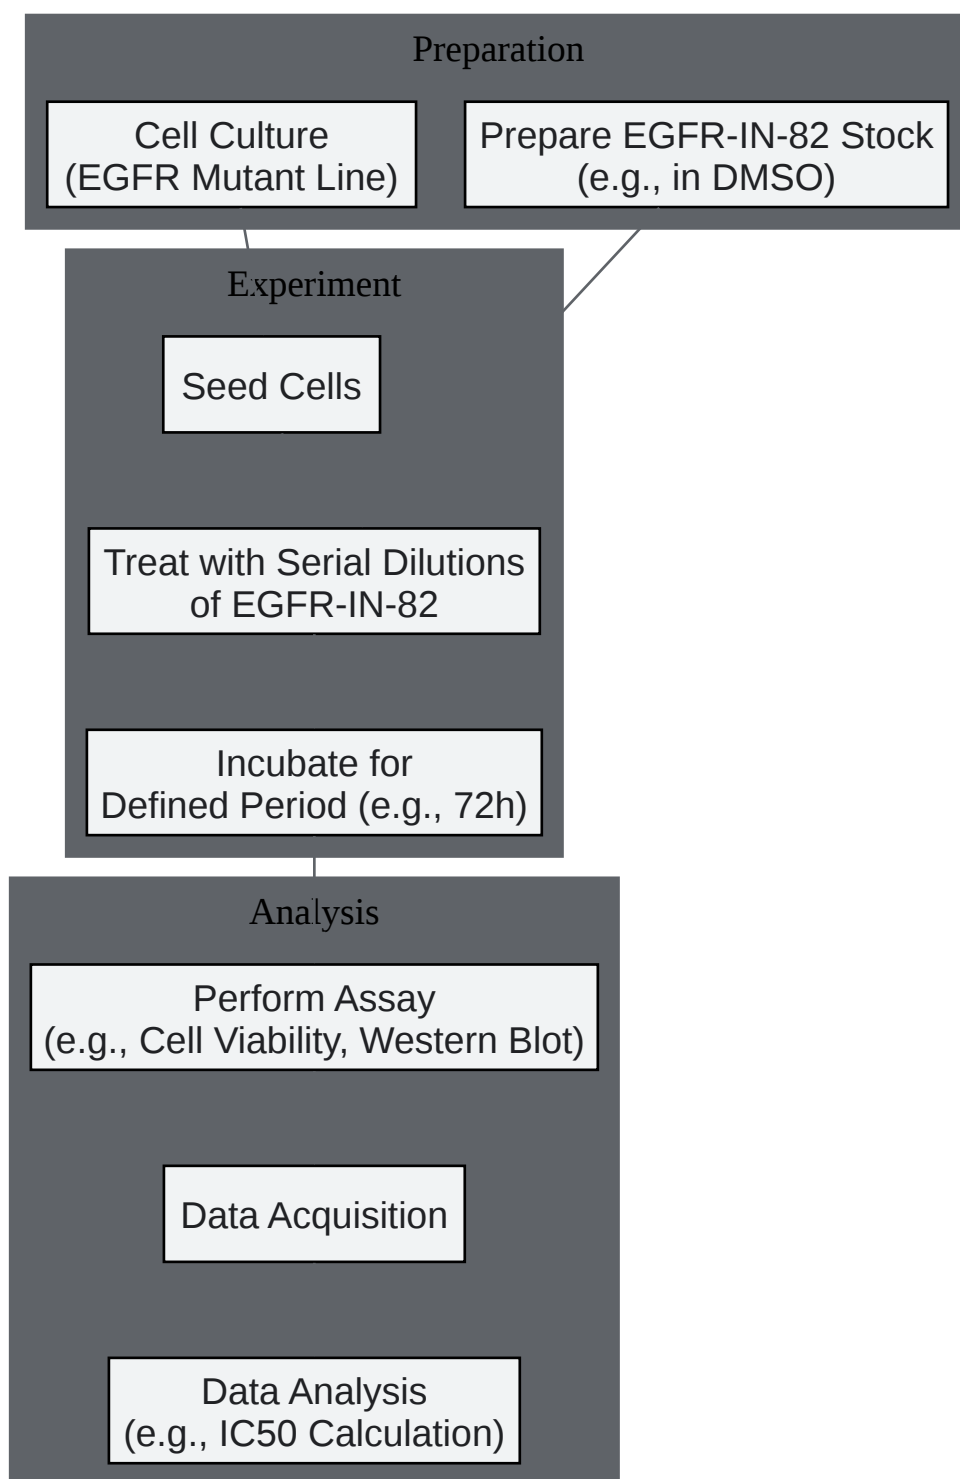 Preparation
Cell Culture
(EGFR Mutant Line)
Prepare EGFR-IN-82 Stock
(e.g., in DMSO)
Experiment
Seed Cells
Treat with Serial Dilutions
of EGFR-IN-82
Incubate for
Defined Period (e.g., 72h)
Analysis
Perform Assay
(e.g., Cell Viability, Western Blot)
Data Acquisition
Data Analysis
(e.g., IC50 Calculation)